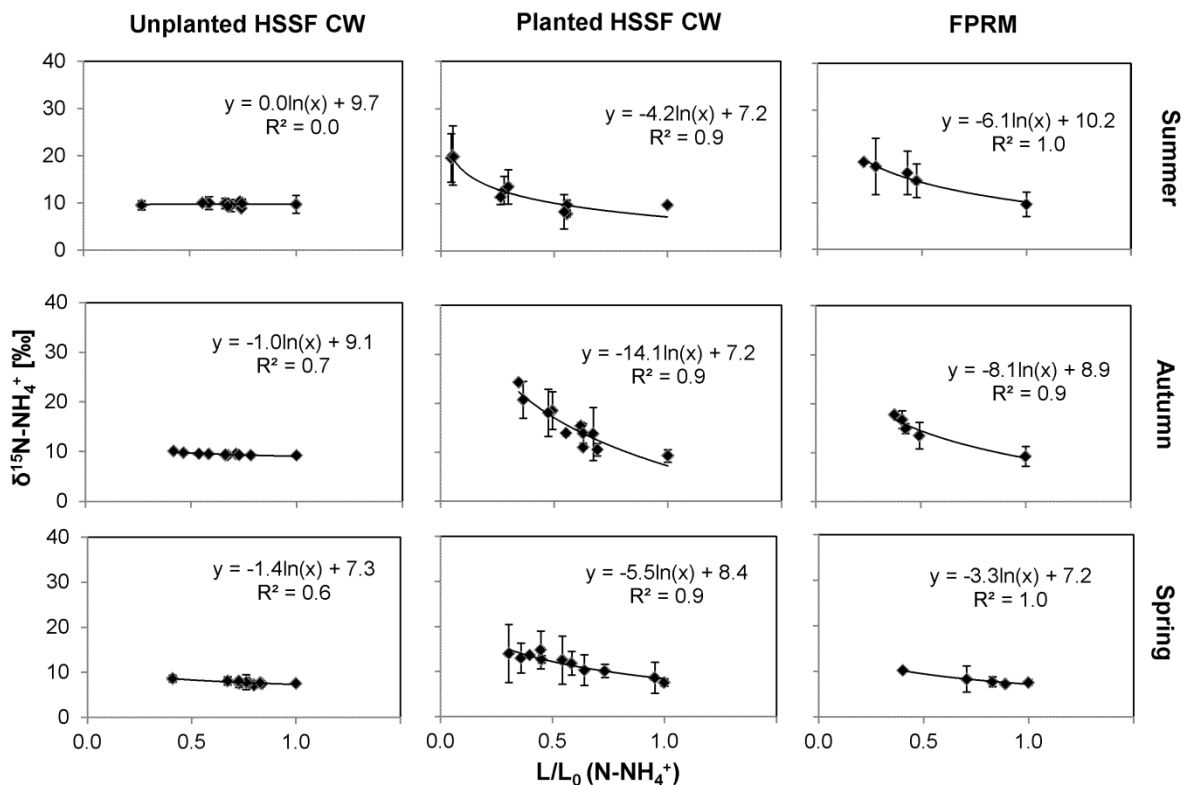 Unplanted HSSF CW
Planted HSSF CW
FPRM
40
30
20
10
0
y = 0.0ln(x) + 9.7
R² = 0.0
y = -4.2ln(x) + 7.2
R² = 0.9
y = -6.1ln(x) + 10.2
R² = 1.0
Summer
δ¹⁵N-NH₄⁺ [‰]
40
30
20
10
0
y = -1.0ln(x) + 9.1
R² = 0.7
y = -14.1ln(x) + 7.2
R² = 0.9
y = -8.1ln(x) + 8.9
R² = 0.9
Autumn
40
30
20
10
0
y = -1.4ln(x) + 7.3
R² = 0.6
y = -5.5ln(x) + 8.4
R² = 0.9
y = -3.3ln(x) + 7.2
R² = 1.0
Spring
0.0 0.5 1.0
0.0 0.5 1.0
0.0 0.5 1.0
L/L₀ (N-NH₄⁺)